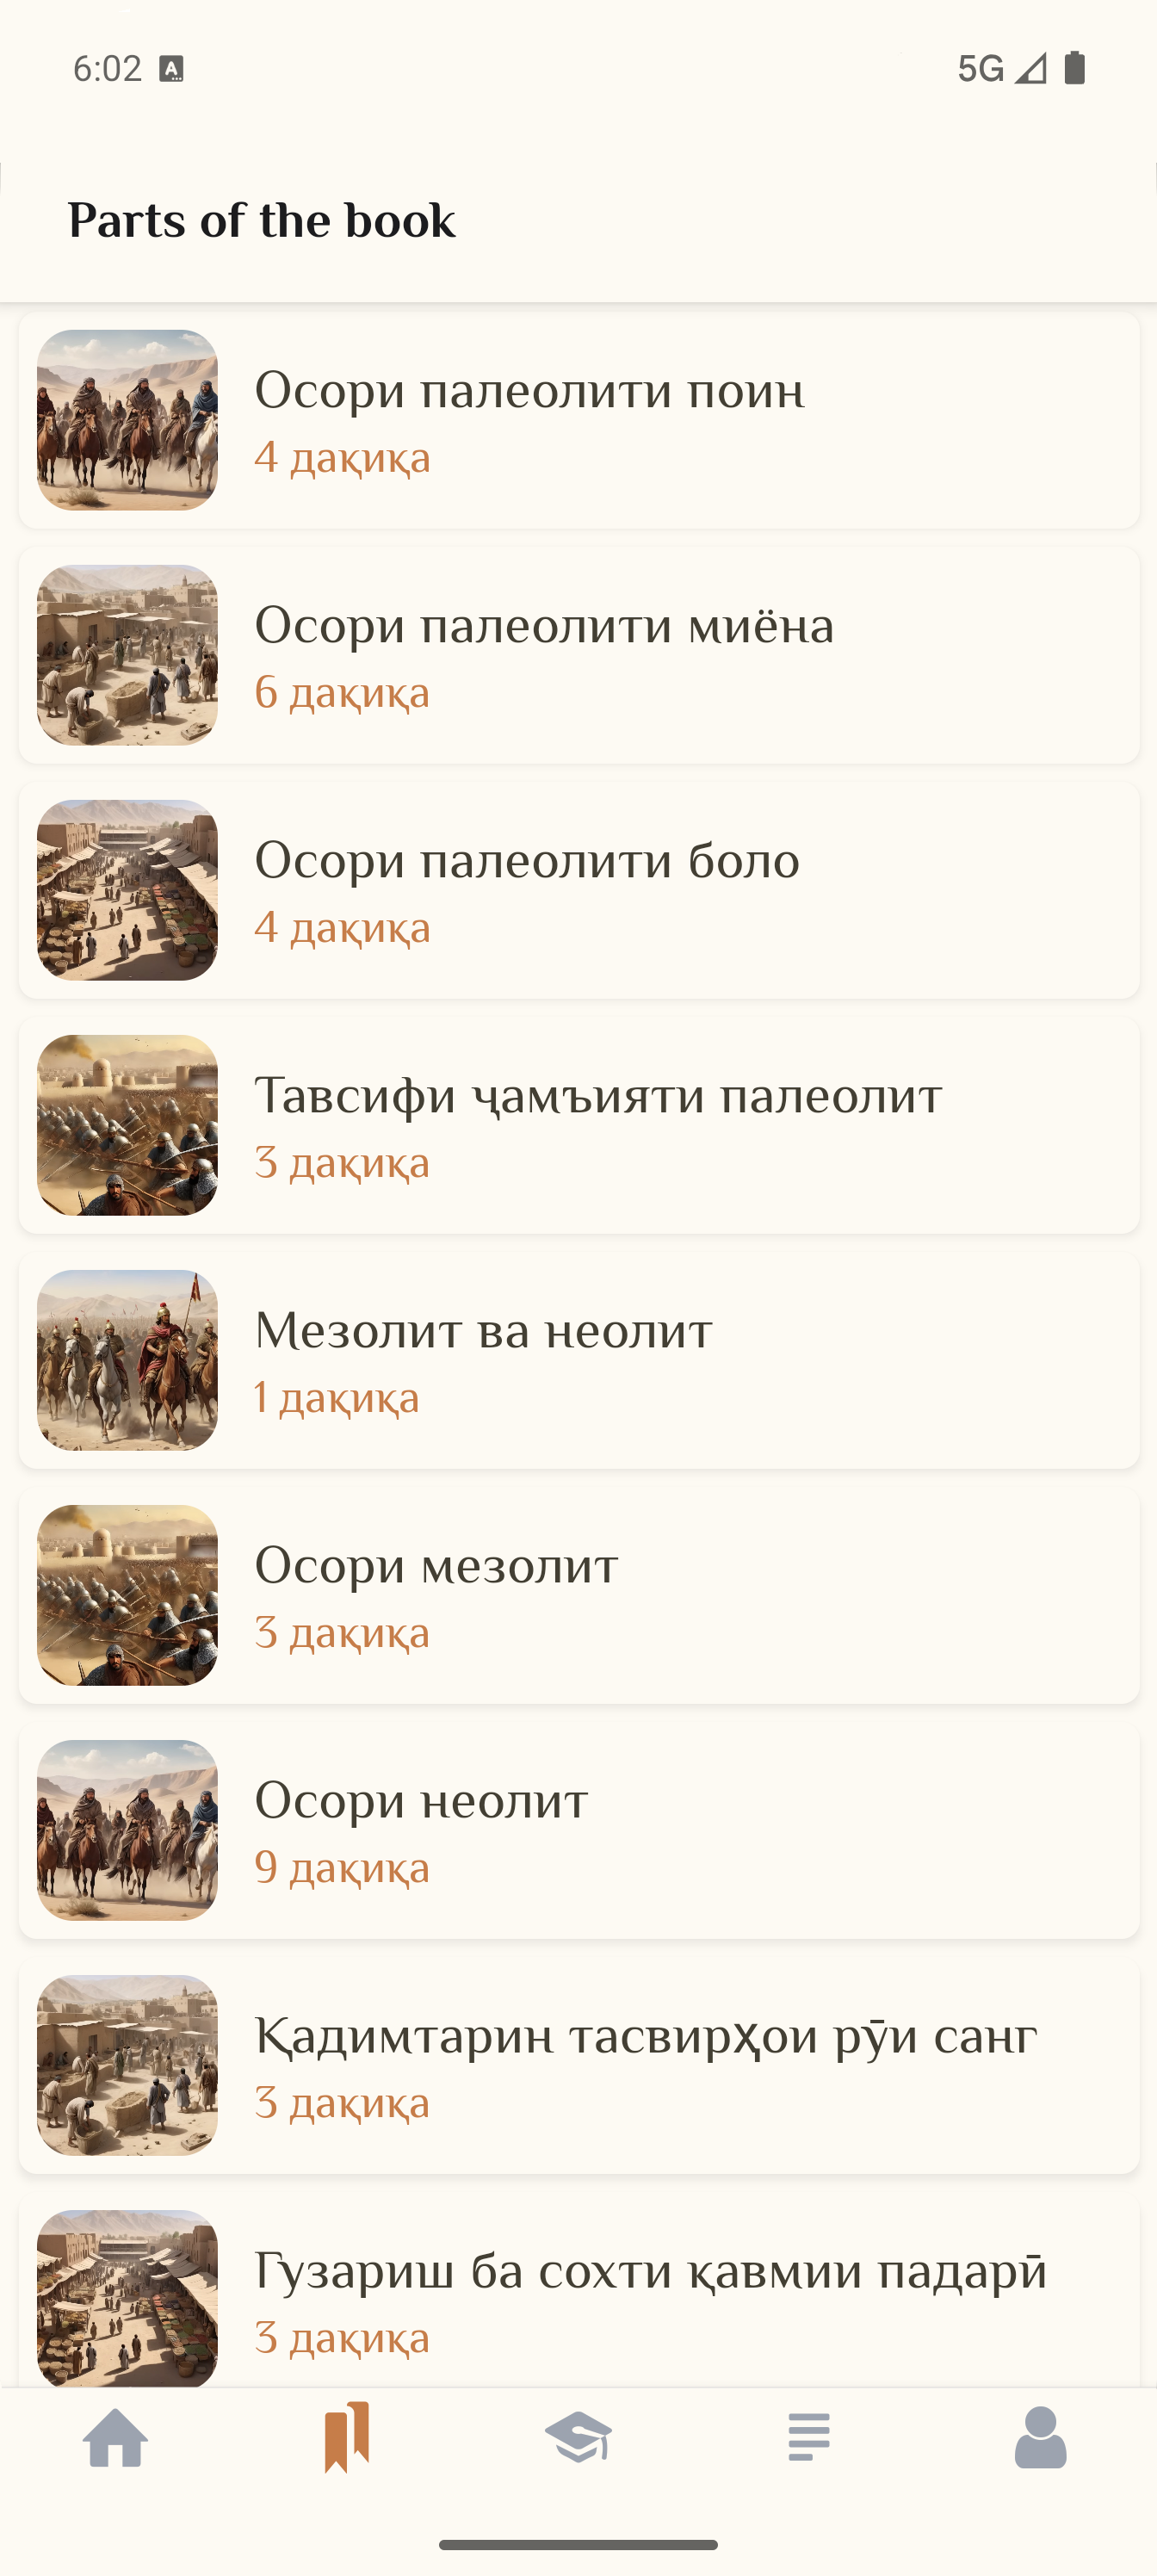 6:02
5G
Parts of the book
Осори палеолити поин
4 дақиқа
Осори палеолити миёна
6 дақиқа
Осори палеолити боло
4 дақиқа
Тавсифи ҷамъияти палеолит
3 дақиқа
Мезолит ва неолит
1 дақиқа
Осори мезолит
3 дақиқа
Осори неолит
9 дақиқа
Қадимтарин тасвирҳои рӯи санг
3 дақиқа
Гузариш ба сохти қавмии падарӣ
3 дақиқа